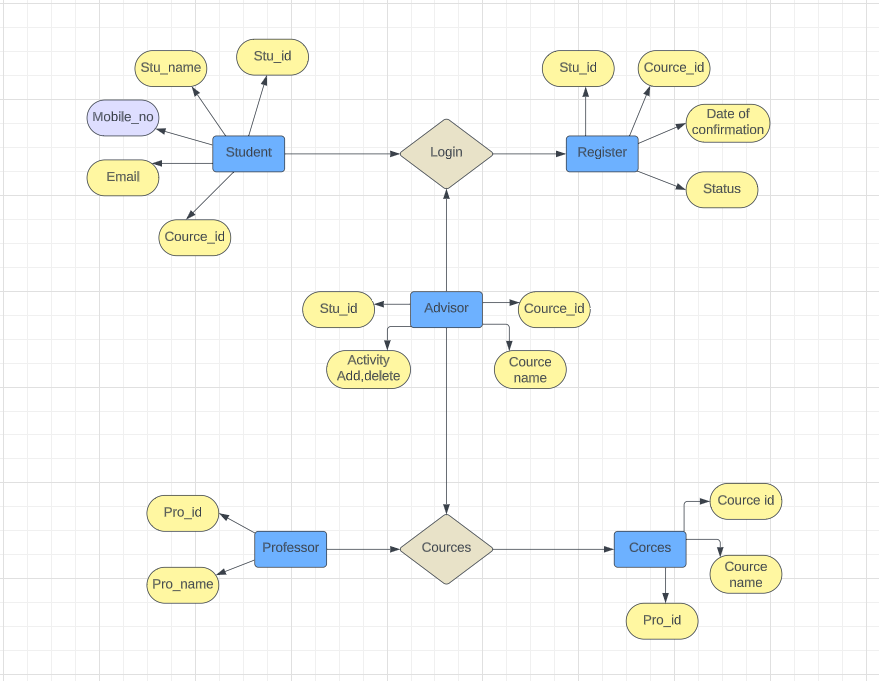 Stu_name
Stu_id
Mobile_no
Student
Email
Cource_id
Login
Stu_id
Cource_id
Date of
confirmation
Register
Status
Stu_id
Advisor
Cource_id
Activity
Add,delete
Cource
name
Pro_id
Professor
Pro_name
Cources
Corces
Cource id
Cource
name
Pro_id